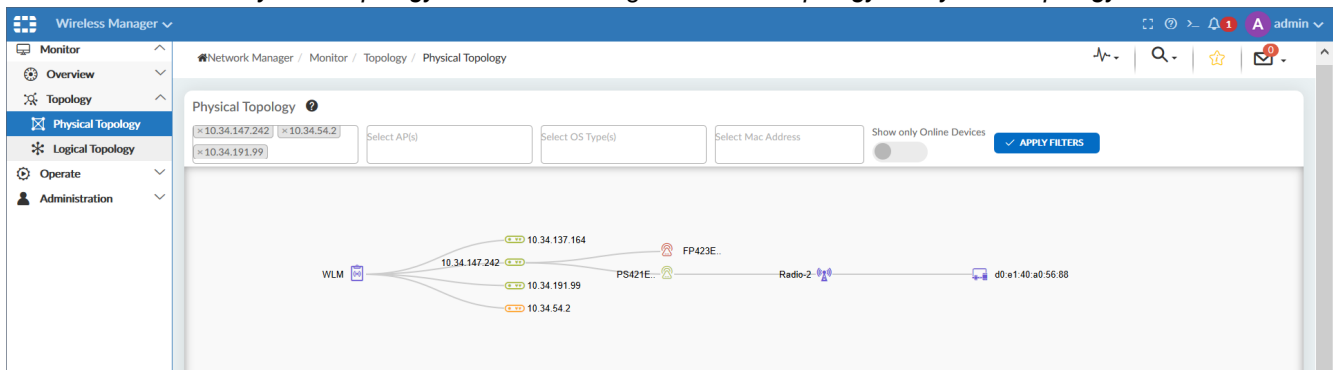 Wireless Manager
1
A
admin
Monitor
Overview
Topology
Physical Topology
Logical Topology
Operate
Administration
Network Manager / Monitor / Topology / Physical Topology
0
Physical Topology
×10.34.147.242 ×10.34.54.2
×10.34.191.99
Select AP(s)
Select OS Type(s)
Select Mac Address
Show only Online Devices
APPLY FILTERS
10.34.137.164
FP423E..
10.34.147.242
WLM
PS421E..
Radio-2
d0:e1:40:a0:56:88
10.34.191.99
10.34.54.2